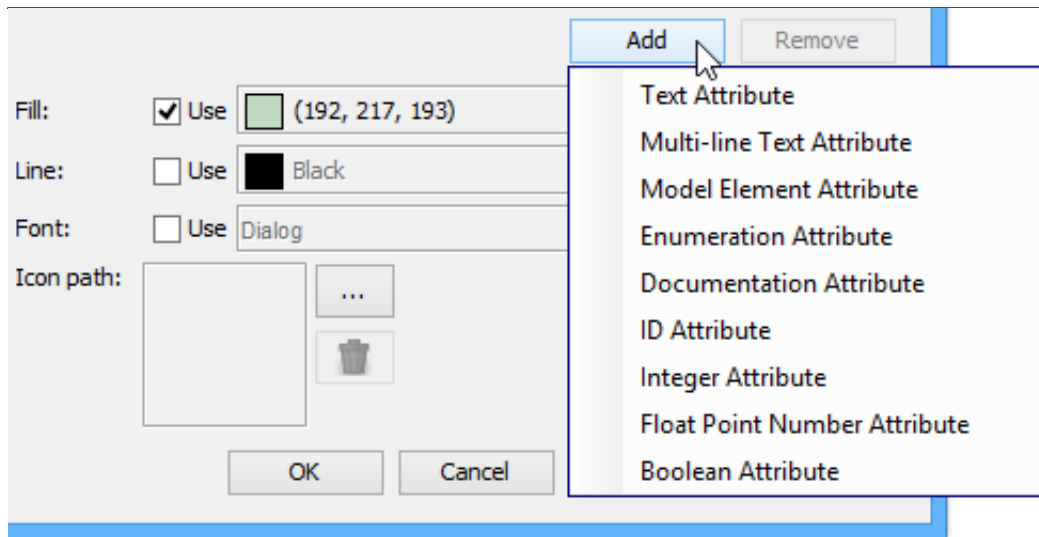 Add Remove
Text Attribute
Fill: Use (192, 217, 193)
Multi-line Text Attribute
Line: Use Black
Model Element Attribute
Font: Use Dialog
Enumeration Attribute
Icon path:
...
Documentation Attribute
ID Attribute
Integer Attribute
Float Point Number Attribute
OK Cancel
Boolean Attribute